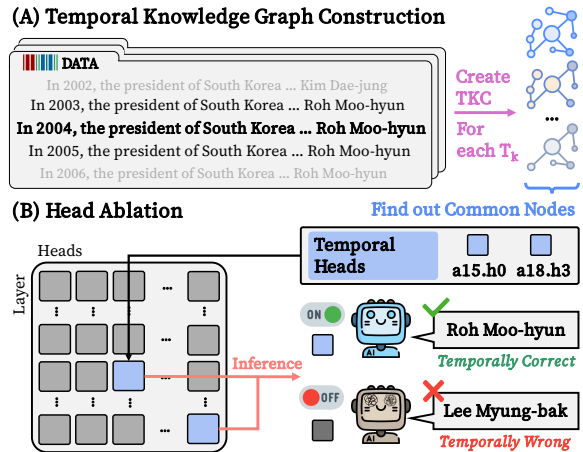 (A) Temporal Knowledge Graph Construction
DATA
In 2002, the president of South Korea ... Kim Dae-jung
In 2003, the president of South Korea ... Roh Moo-hyun
In 2004, the president of South Korea ... Roh Moo-hyun
In 2005, the president of South Korea ... Roh Moo-hyun
In 2006, the president of South Korea ... Roh Moo-hyun
Create
TKC
For
each Tk
...
(B) Head Ablation
Find out Common Nodes
Heads
Layer
Temporal
Heads
a15.h0
a18.h3
Inference
ON
AI
Roh Moo-hyun
Temporally Correct
OFF
AI
Lee Myung-bak
Temporally Wrong